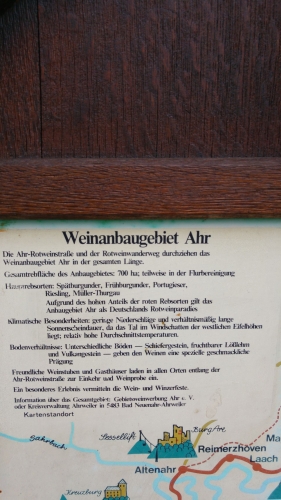 Weinanbaugebiet Ahr
Die Ahr-Rotweinstraße und der Rotweinwanderweg durchziehen das
Weinanbaugebiet Ahr in der gesamten Länge.
Gesamtrebfläche des Anbaugebietes: 700 ha; teilweise in der Flurbereinigung
Hauptrebsorten: Spätburgunder, Frühburgunder, Portugieser,
Riesling, Müller-Thurgau
Aufgrund des hohen Anteils der roten Rebsorten gilt das
Anbaugebiet Ahr als Deutschlands Rotweinparadies.
Klimatische Besonderheiten: geringe Niederschläge und verhältnismäßig lange
Sonnenscheindauer, da das Tal im Windschatten der westlichen Eifelhöhen
liegt; relativ hohe Durchschnittstemperaturen.
Bodenverhältnisse: Unterschiedliche Böden — Schiefergestein, fruchtbarer Lößlehm
und Vulkangestein — geben den Weinen eine spezielle geschmackliche
Prägung
Freundliche Weinstuben und Gasthäuser laden in allen Orten entlang der
Ahr-Rotweinstraße zur Einkehr und Weinprobe ein.
Ein besonderes Erlebnis vermitteln die Wein- und Winzerfeste.
Information über das Gesamtgebiet: Gebietsweinwerbung Ahr e. V.
oder Kreisverwaltung Ahrweiler in 5483 Bad Neuenahr-Ahrweiler
Kartenstandort
Sahrbach
Burg Are
Ma
Reimerzhoven
Laach
Altenahr
Kreuzberg